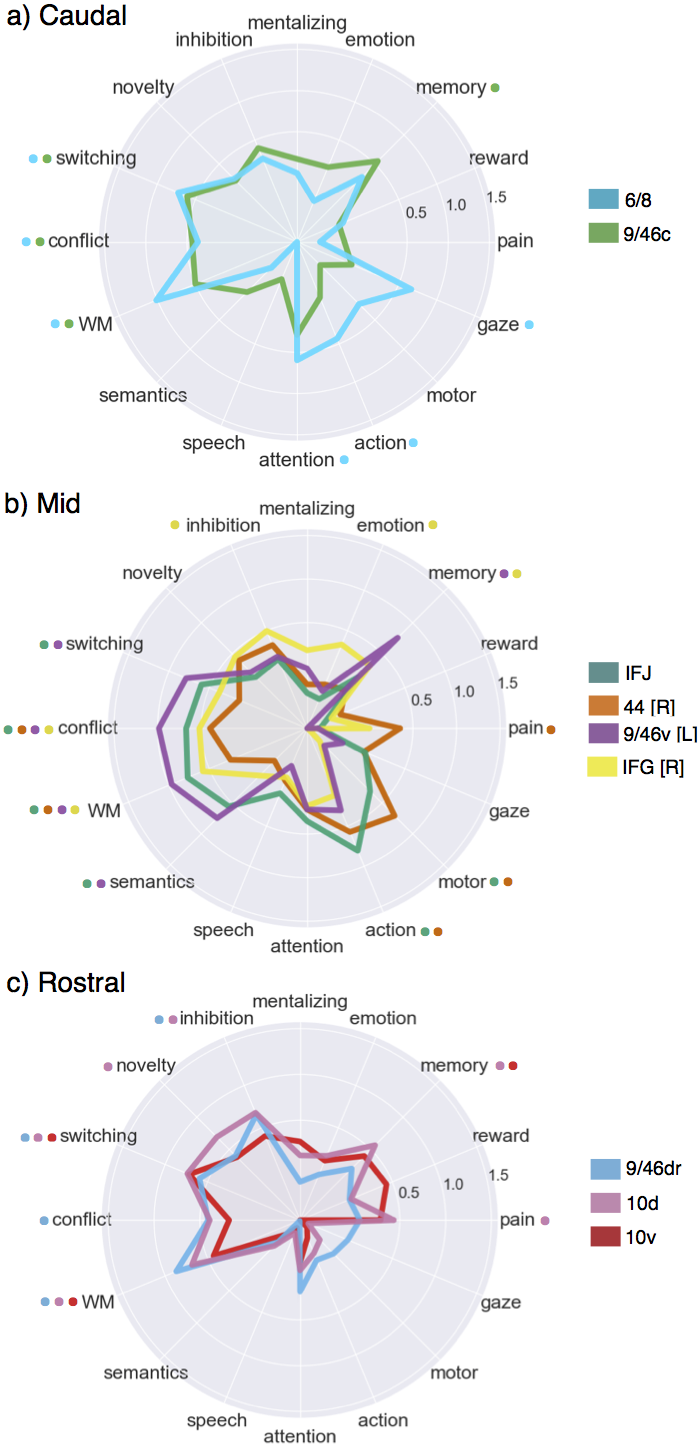 a) Caudal
mentalizing
inhibition
emotion
novelty
memory
switching
reward
0.5
1.0
1.5
6/8
9/46c
conflict
pain
WM
gaze
semantics
motor
speech
action
attention
b) Mid
mentalizing
inhibition
emotion
novelty
memory
switching
reward
0.5
1.0
1.5
IFJ
44 [R]
9/46v [L]
IFG [R]
conflict
pain
WM
gaze
semantics
motor
speech
action
attention
c) Rostral
mentalizing
inhibition
emotion
novelty
memory
switching
reward
0.5
1.0
1.5
9/46dr
10d
10v
conflict
pain
WM
gaze
semantics
motor
speech
action
attention